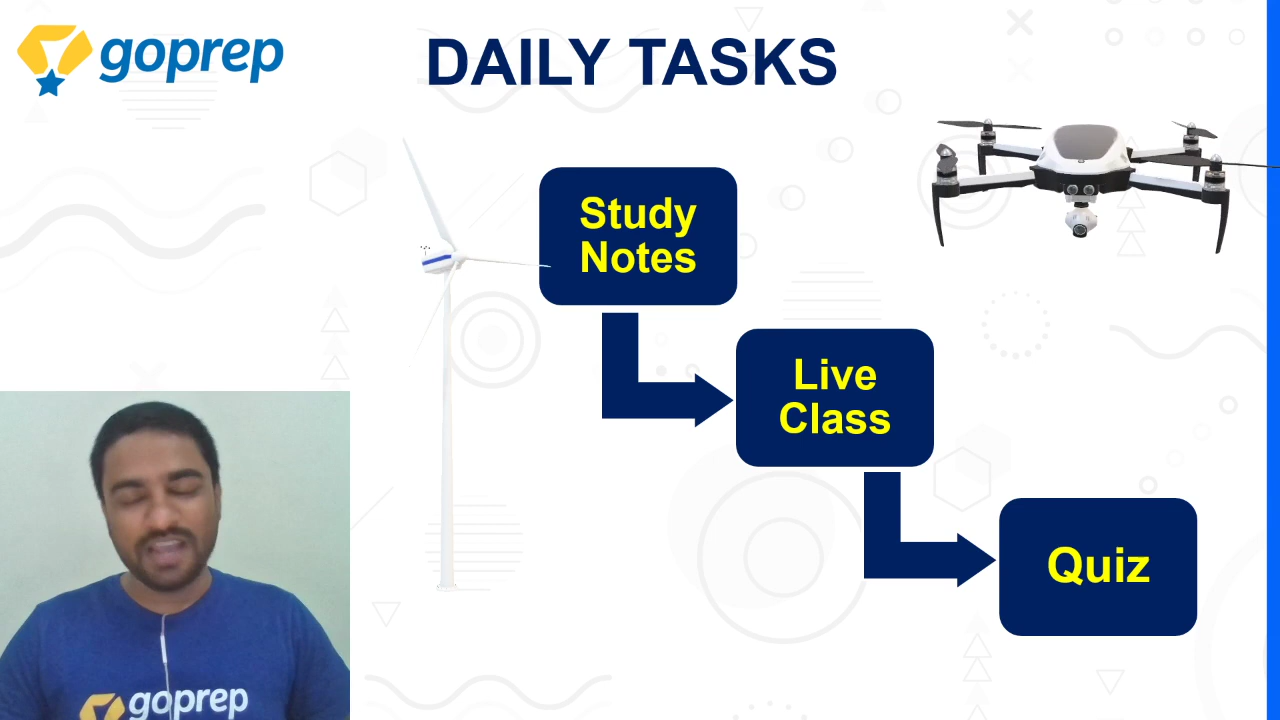 goprep
DAILY TASKS
Study
Notes
Live
Class
Quiz
goprep